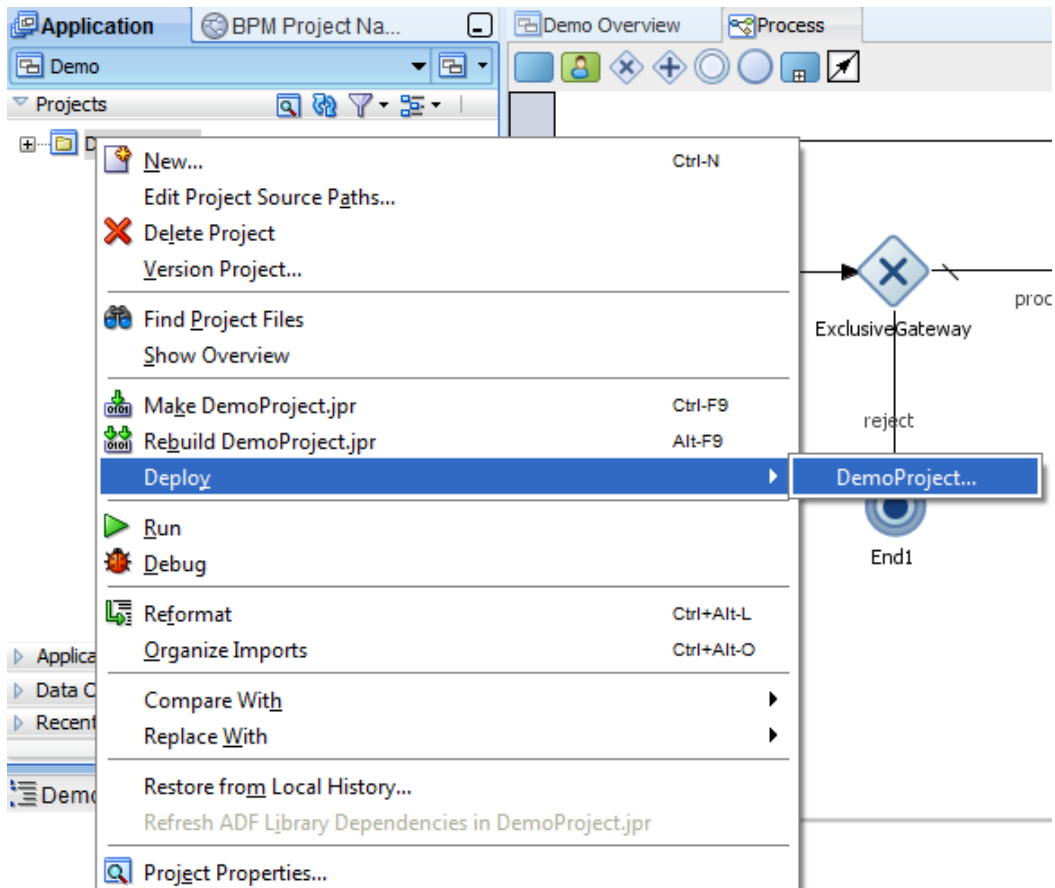 Application
BPM Project Na...
Demo Overview
Process
Demo
Projects
D
New... Ctrl-N
Edit Project Source Paths...
Delete Project
Version Project...
Find Project Files
Show Overview
Make DemoProject.jpr Ctrl-F9
Rebuild DemoProject.jpr Alt-F9
Deploy
DemoProject...
Run
Debug
Reformat Ctrl+Alt-L
Organize Imports Ctrl+Alt-O
Compare With
Replace With
Restore from Local History...
Refresh ADF Library Dependencies in DemoProject.jpr
Project Properties...
Applica
Data C
Recent
Demo
ExclusiveGateway
proc
reject
End1